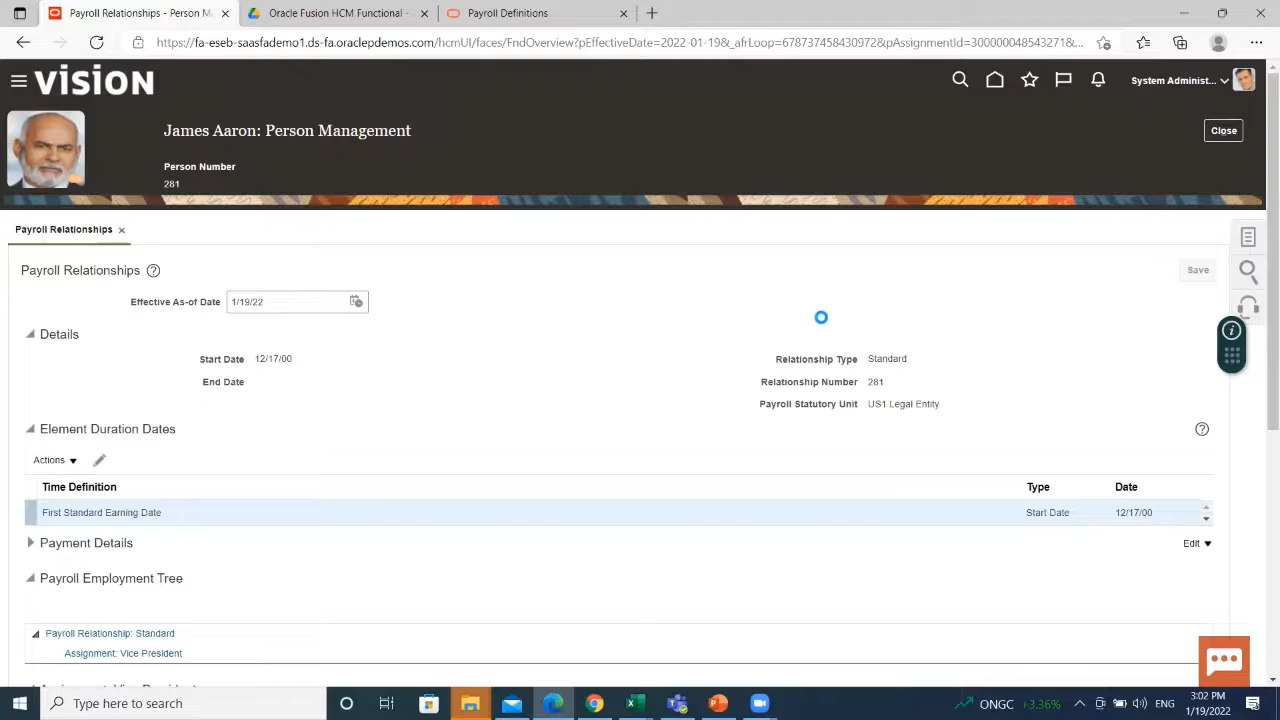 Payroll Relationships - Person M
Oracle Fusion HCM Functional -
Payroll Definitions
https://fa-eseb-saasfademo1.ds-fa.oraclepdemos.com/hcmUI/faces/FndOverview?pEffectiveDate=2022-01-19&_afrLoop=6787374584309728&pAssignmentId=300000048543271&...
VISION
System Administ...
James Aaron: Person Management
Close
Person Number
281
Payroll Relationships
Payroll Relationships
Save
Effective As-of Date 1/19/22
Details
Start Date 12/17/00
Relationship Type Standard
End Date
Relationship Number 281
Payroll Statutory Unit US1 Legal Entity
Element Duration Dates
Actions
Time Definition Type Date
First Standard Earning Date Start Date 12/17/00
Payment Details
Edit
Payroll Employment Tree
Payroll Relationship: Standard
Assignment: Vice President
Type here to search
ONGC +3.36%
ENG
3:02 PM
1/19/2022